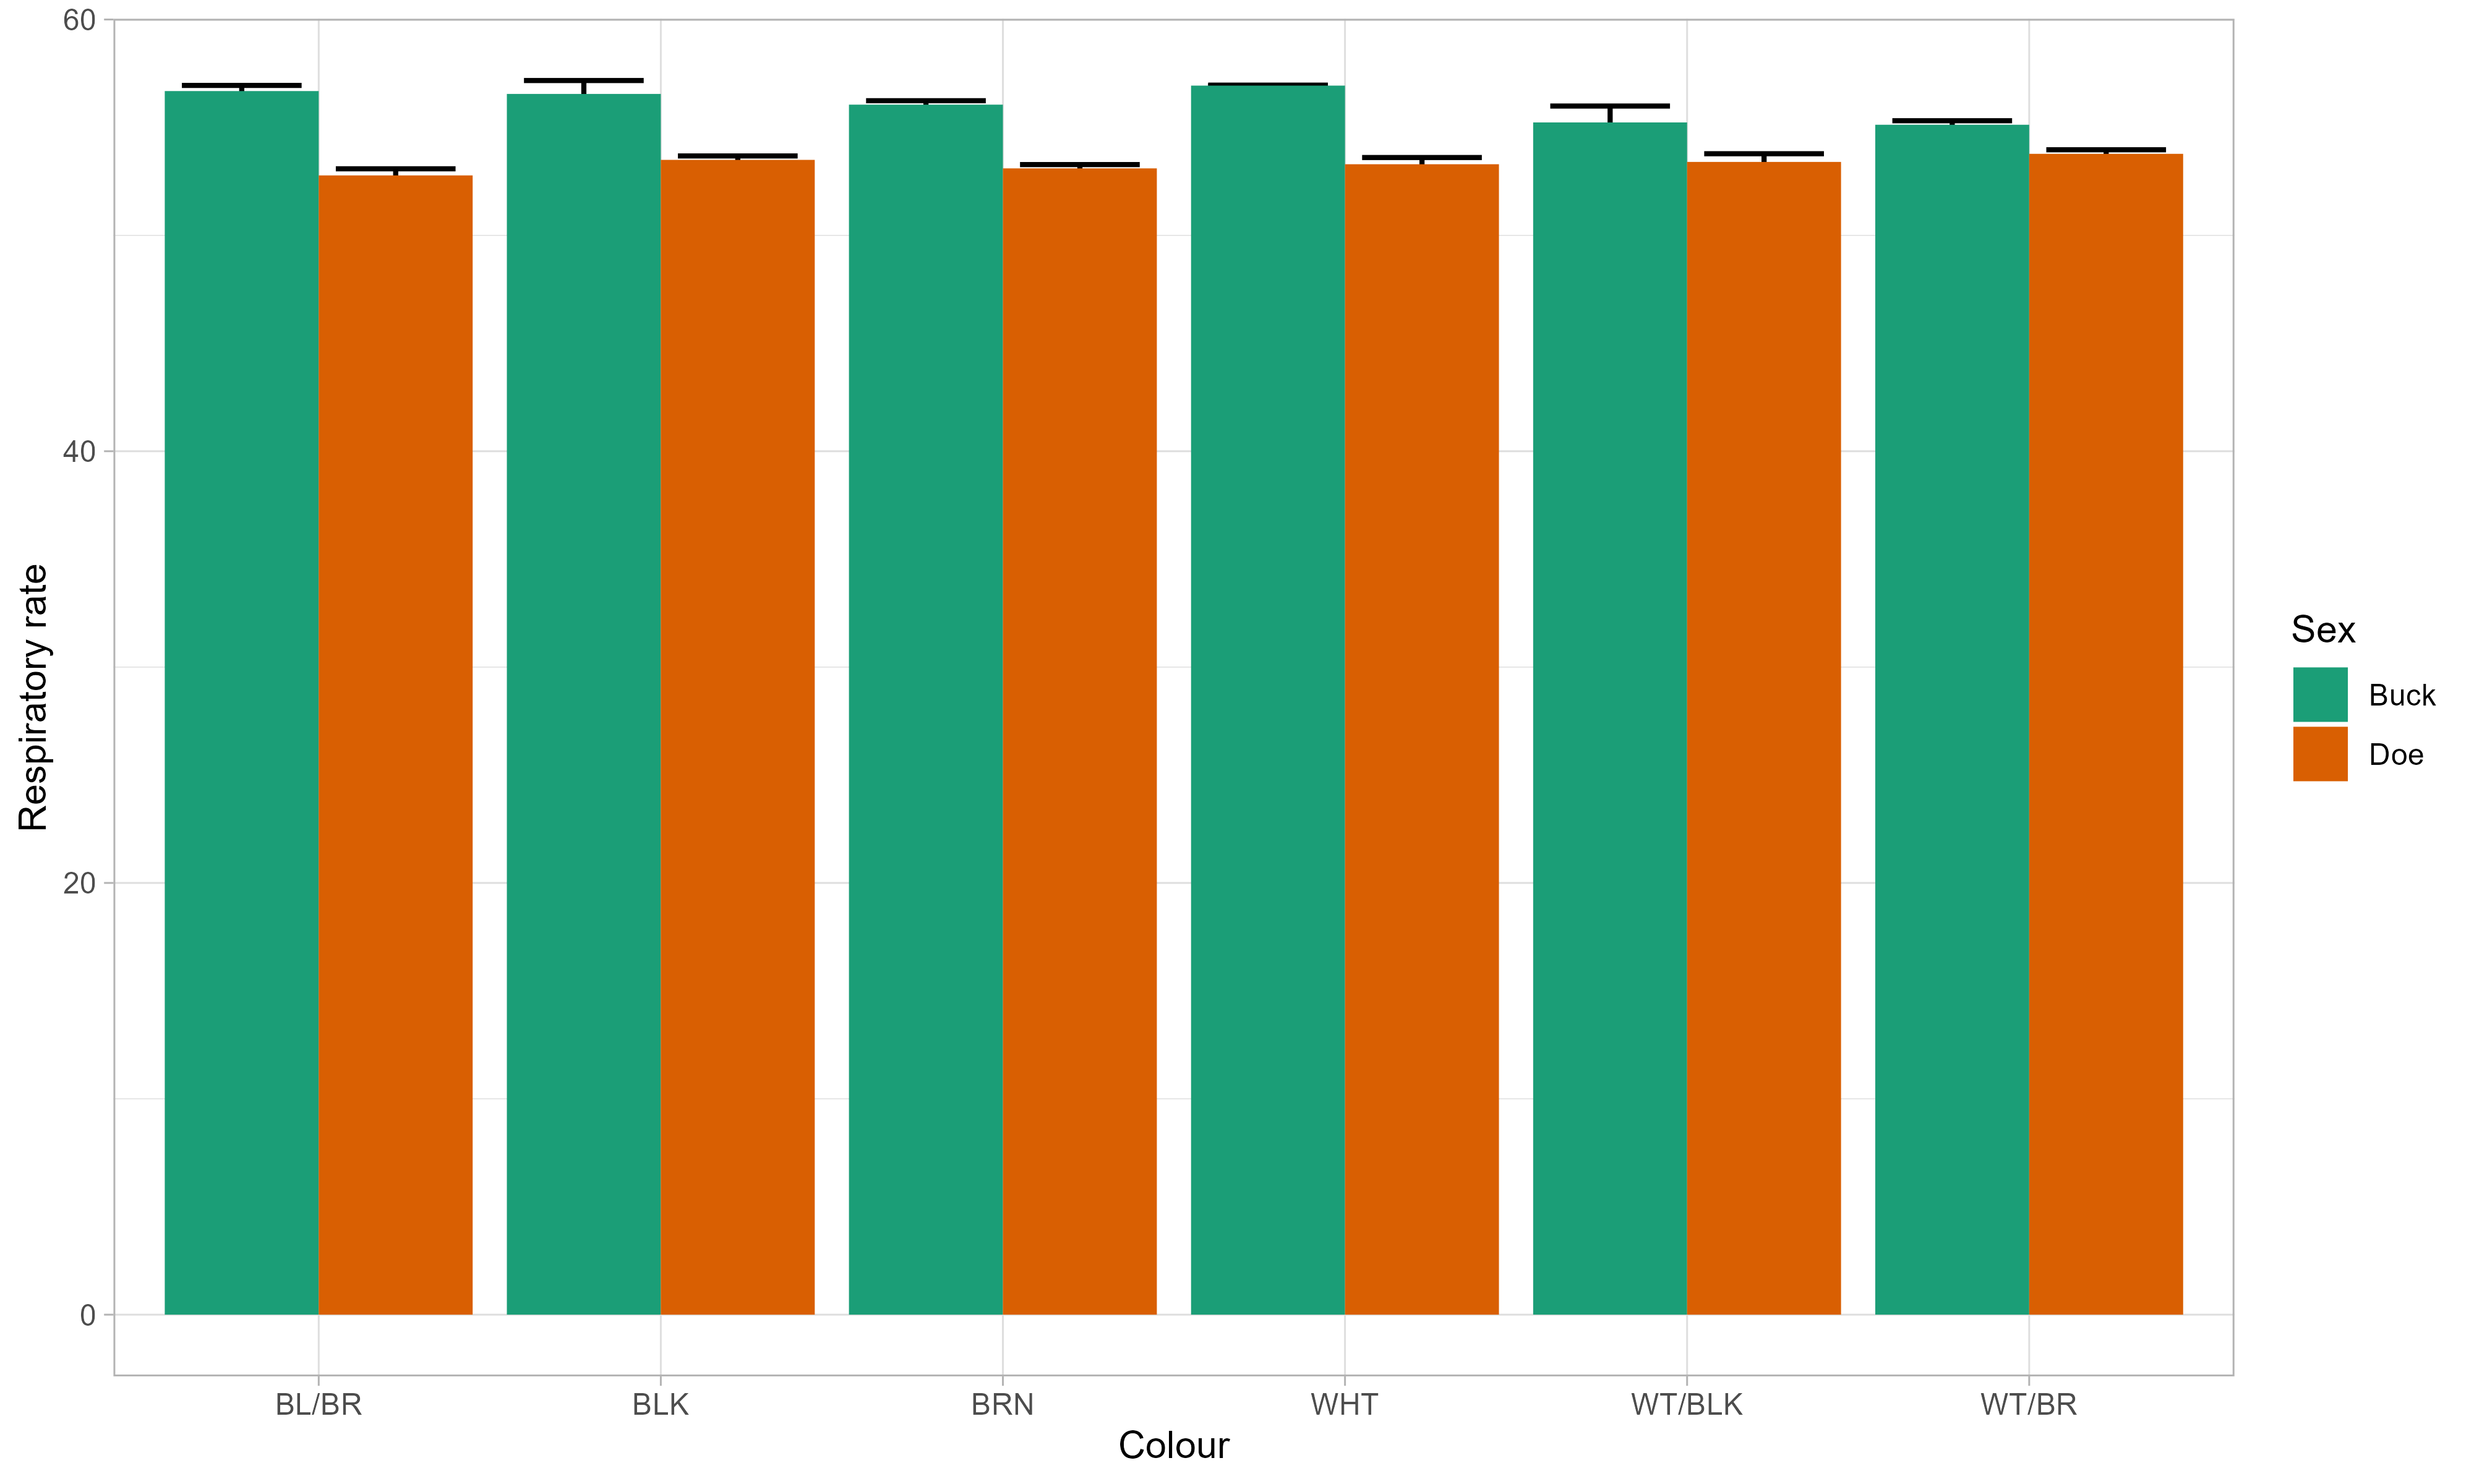 60
40
20
0
Respiratory rate
BL/BR
BLK
BRN
WHT
WT/BLK
WT/BR
Colour
Sex
Buck
Doe